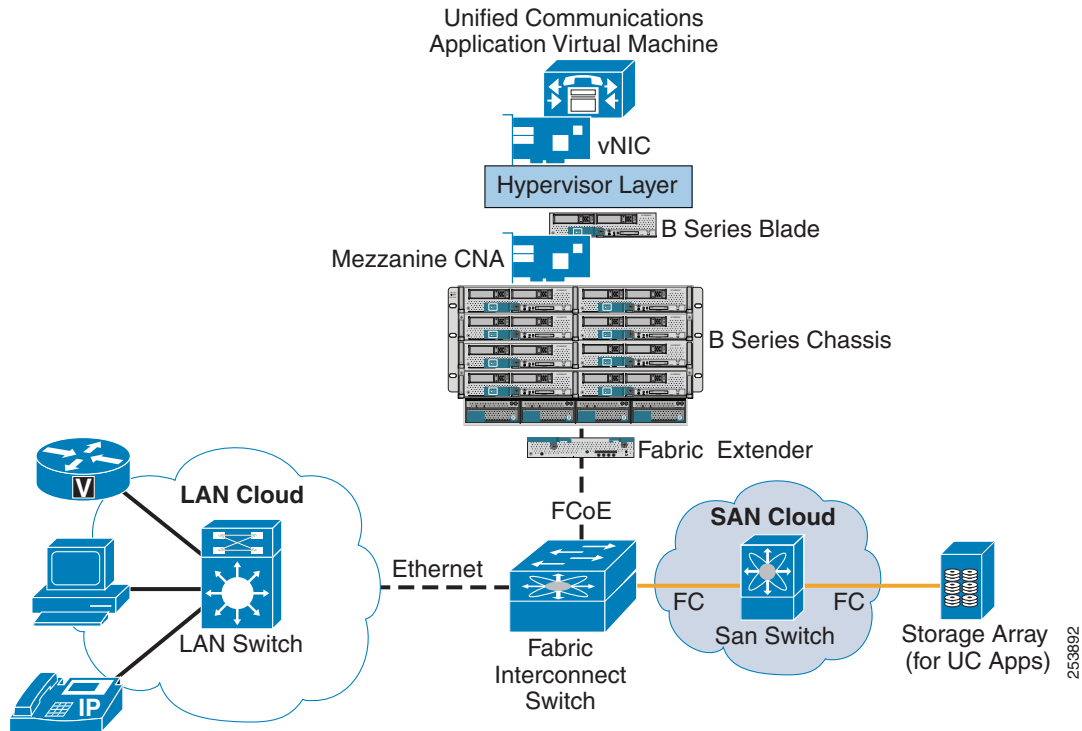 Unified Communications
Application Virtual Machine
vNIC
Hypervisor Layer
B Series Blade
Mezzanine CNA
B Series Chassis
Fabric Extender
FCoE
V
LAN Cloud
SAN Cloud
Ethernet
FC
FC
LAN Switch
San Switch
Fabric
Interconnect
Switch
Storage Array
(for UC Apps)
IP
253892